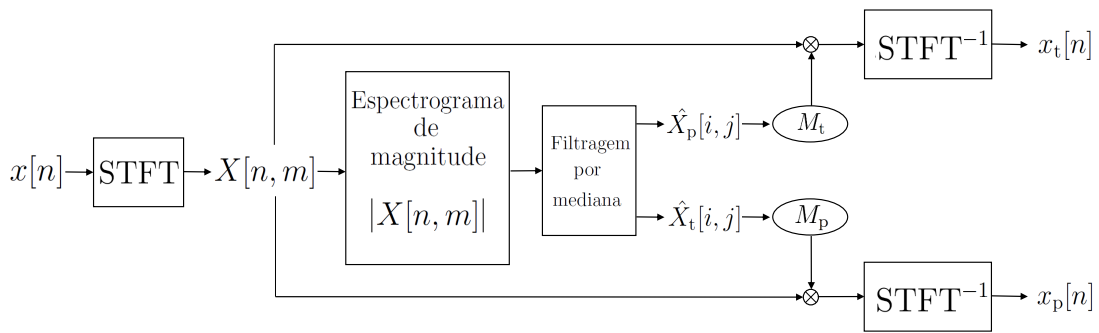 x[n]
STFT
X[n, m]
Espectrograma
de
magnitude
|X[n, m]|
Filtragem
por
mediana
X̂ₚ[i, j]
Mₜ
STFT⁻¹
xₜ[n]
X̂ₜ[i, j]
Mₚ
STFT⁻¹
xₚ[n]